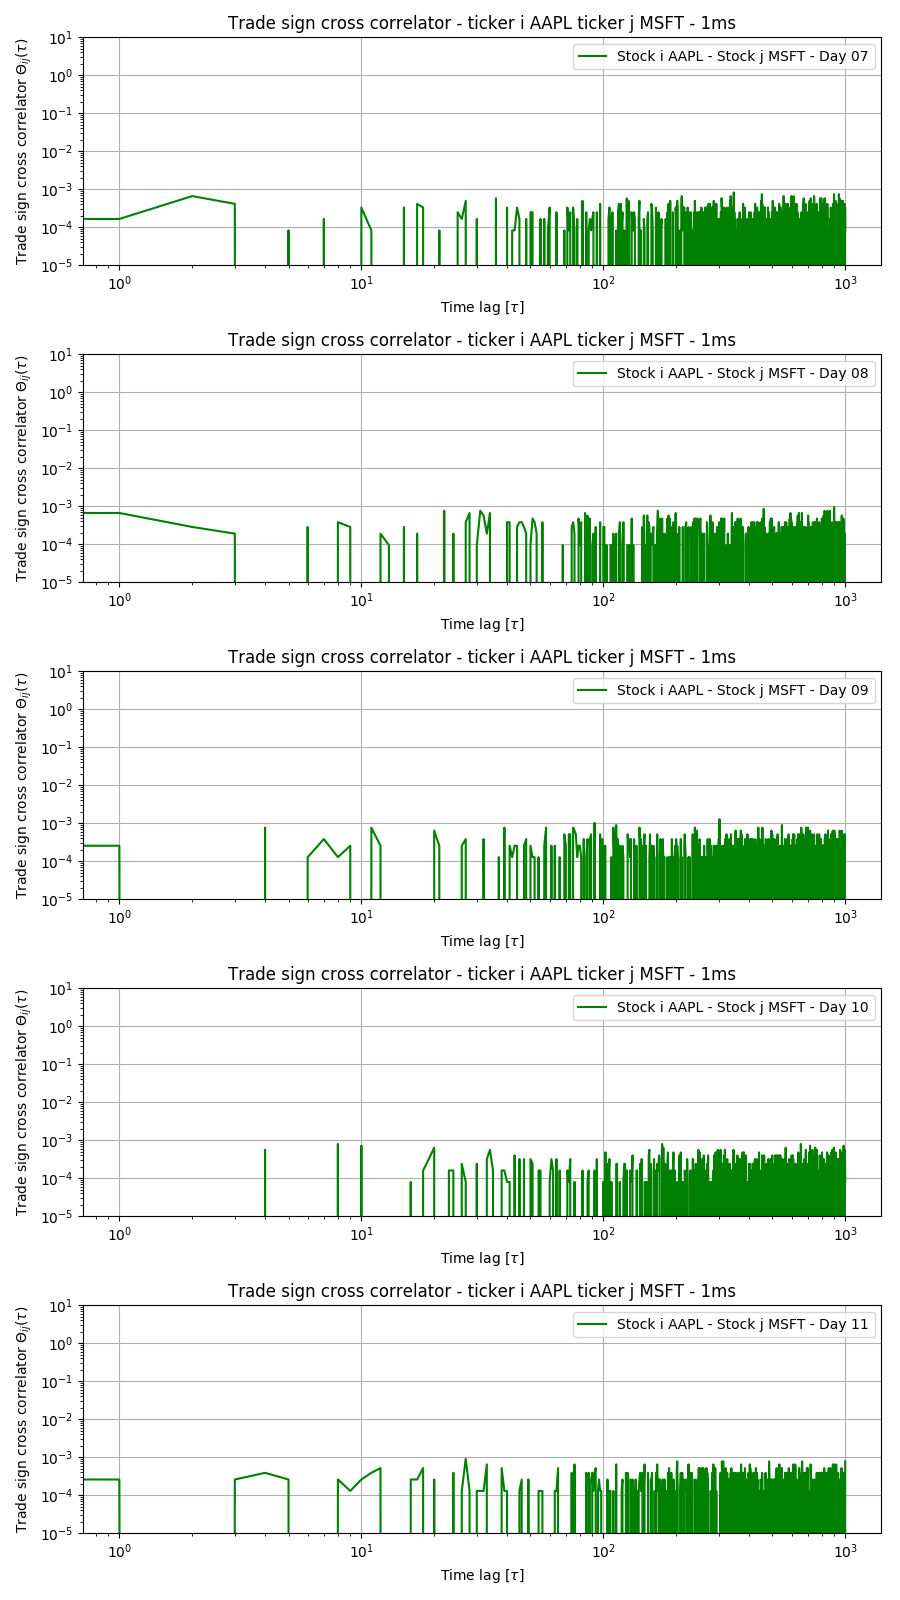 Trade sign cross correlator - ticker i AAPL ticker j MSFT - 1ms
Stock i AAPL - Stock j MSFT - Day 07
Trade sign cross correlator Θij(τ)
10¹
10⁰
10⁻¹
10⁻²
10⁻³
10⁻⁴
10⁻⁵
10⁰ 10¹ 10² 10³
Time lag [τ]
Trade sign cross correlator - ticker i AAPL ticker j MSFT - 1ms
Stock i AAPL - Stock j MSFT - Day 08
Trade sign cross correlator Θij(τ)
10¹
10⁰
10⁻¹
10⁻²
10⁻³
10⁻⁴
10⁻⁵
10⁰ 10¹ 10² 10³
Time lag [τ]
Trade sign cross correlator - ticker i AAPL ticker j MSFT - 1ms
Stock i AAPL - Stock j MSFT - Day 09
Trade sign cross correlator Θij(τ)
10¹
10⁰
10⁻¹
10⁻²
10⁻³
10⁻⁴
10⁻⁵
10⁰ 10¹ 10² 10³
Time lag [τ]
Trade sign cross correlator - ticker i AAPL ticker j MSFT - 1ms
Stock i AAPL - Stock j MSFT - Day 10
Trade sign cross correlator Θij(τ)
10¹
10⁰
10⁻¹
10⁻²
10⁻³
10⁻⁴
10⁻⁵
10⁰ 10¹ 10² 10³
Time lag [τ]
Trade sign cross correlator - ticker i AAPL ticker j MSFT - 1ms
Stock i AAPL - Stock j MSFT - Day 11
Trade sign cross correlator Θij(τ)
10¹
10⁰
10⁻¹
10⁻²
10⁻³
10⁻⁴
10⁻⁵
10⁰ 10¹ 10² 10³
Time lag [τ]